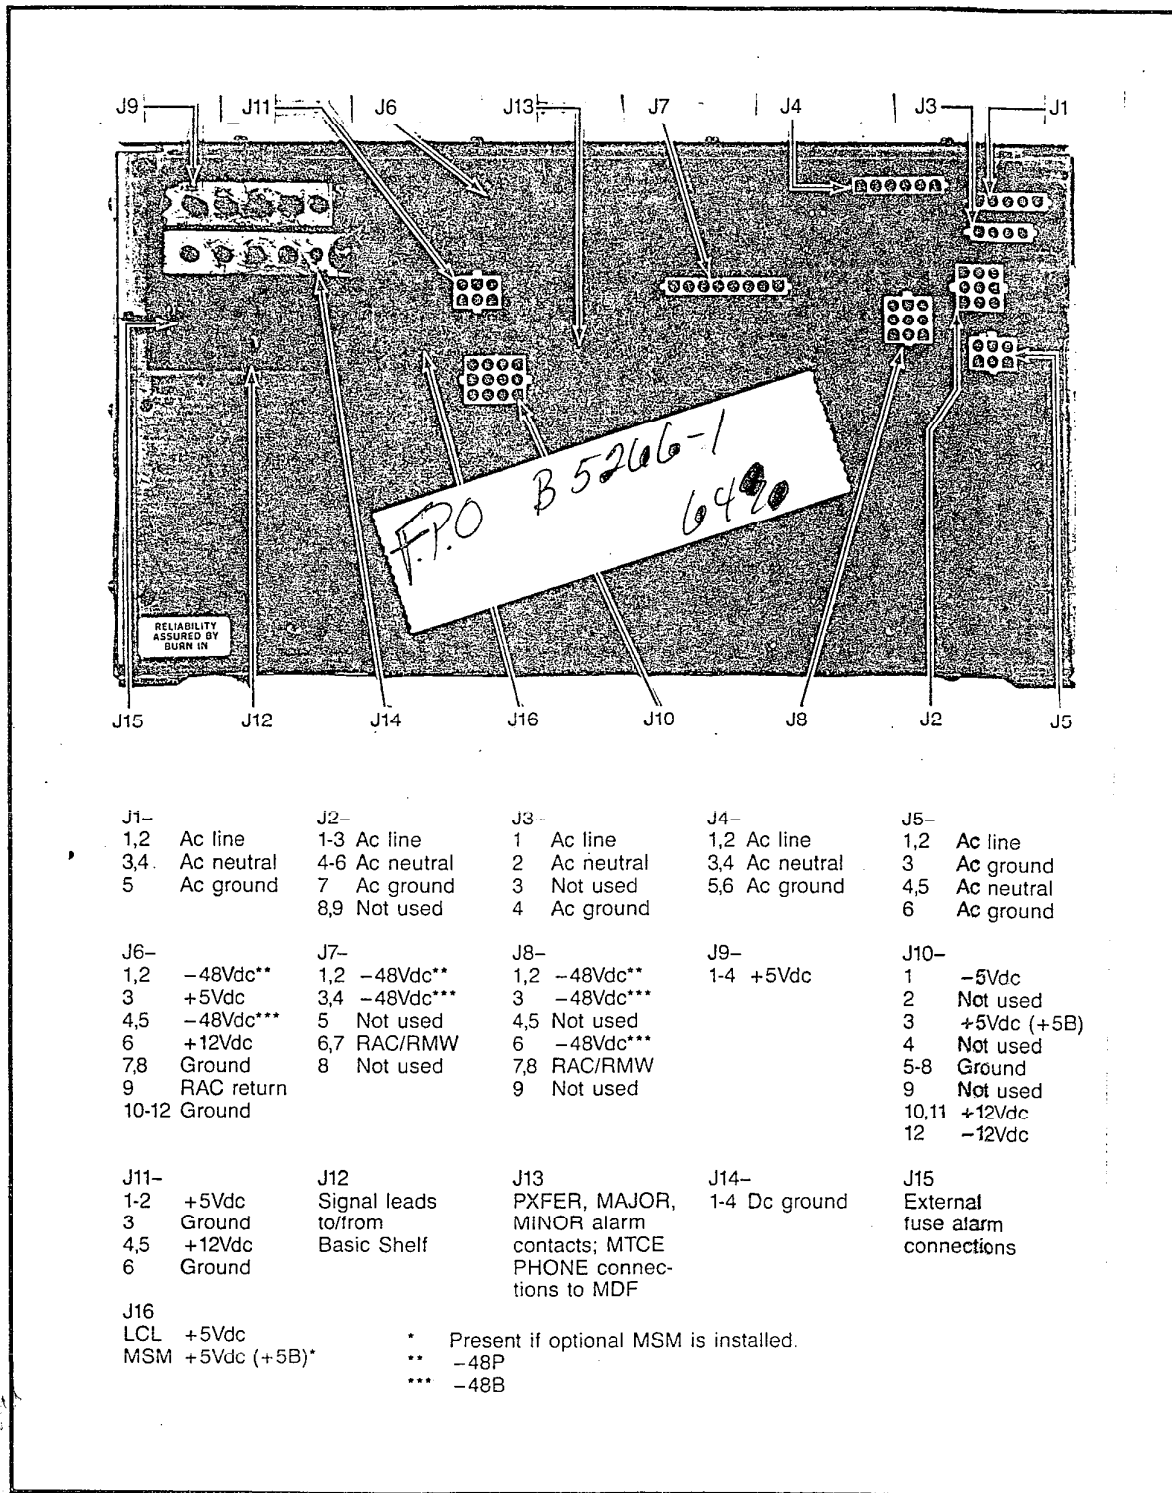 J9 J11 J6 J13 J7 J4 J3 J1
F.P.O B 5266-1
RELIABILITY
ASSURED BY
BURN IN
J15 J12 J14 J16 J10 J8 J2 J5
J1– J2– J3– J4– J5–
1,2 Ac line 1-3 Ac line 1 Ac line 1,2 Ac line 1,2 Ac line
3,4 Ac neutral 4-6 Ac neutral 2 Ac neutral 3,4 Ac neutral 3 Ac ground
5 Ac ground 7 Ac ground 3 Not used 5,6 Ac ground 4,5 Ac neutral
8,9 Not used 4 Ac ground 6 Ac ground
J6– J7– J8– J9– J10–
1,2 –48Vdc** 1,2 –48Vdc** 1,2 –48Vdc** 1-4 +5Vdc 1 –5Vdc
3 +5Vdc 3,4 –48Vdc*** 3 –48Vdc*** 2 Not used
4,5 –48Vdc*** 5 Not used 4,5 Not used 3 +5Vdc (+5B)
6 +12Vdc 6,7 RAC/RMW 6 –48Vdc*** 4 Not used
7,8 Ground 8 Not used 7,8 RAC/RMW 5-8 Ground
9 RAC return 9 Not used 9 Not used
10-12 Ground 10,11 +12Vdc
12 –12Vdc
J11– J12 J13 J14– J15
1-2 +5Vdc Signal leads PXFER, MAJOR, 1-4 Dc ground External
3 Ground to/from MINOR alarm fuse alarm
4,5 +12Vdc Basic Shelf contacts; MTCE connections
6 Ground PHONE connec-
tions to MDF
J16
LCL +5Vdc * Present if optional MSM is installed.
MSM +5Vdc (+5B)* ** –48P
*** –48B